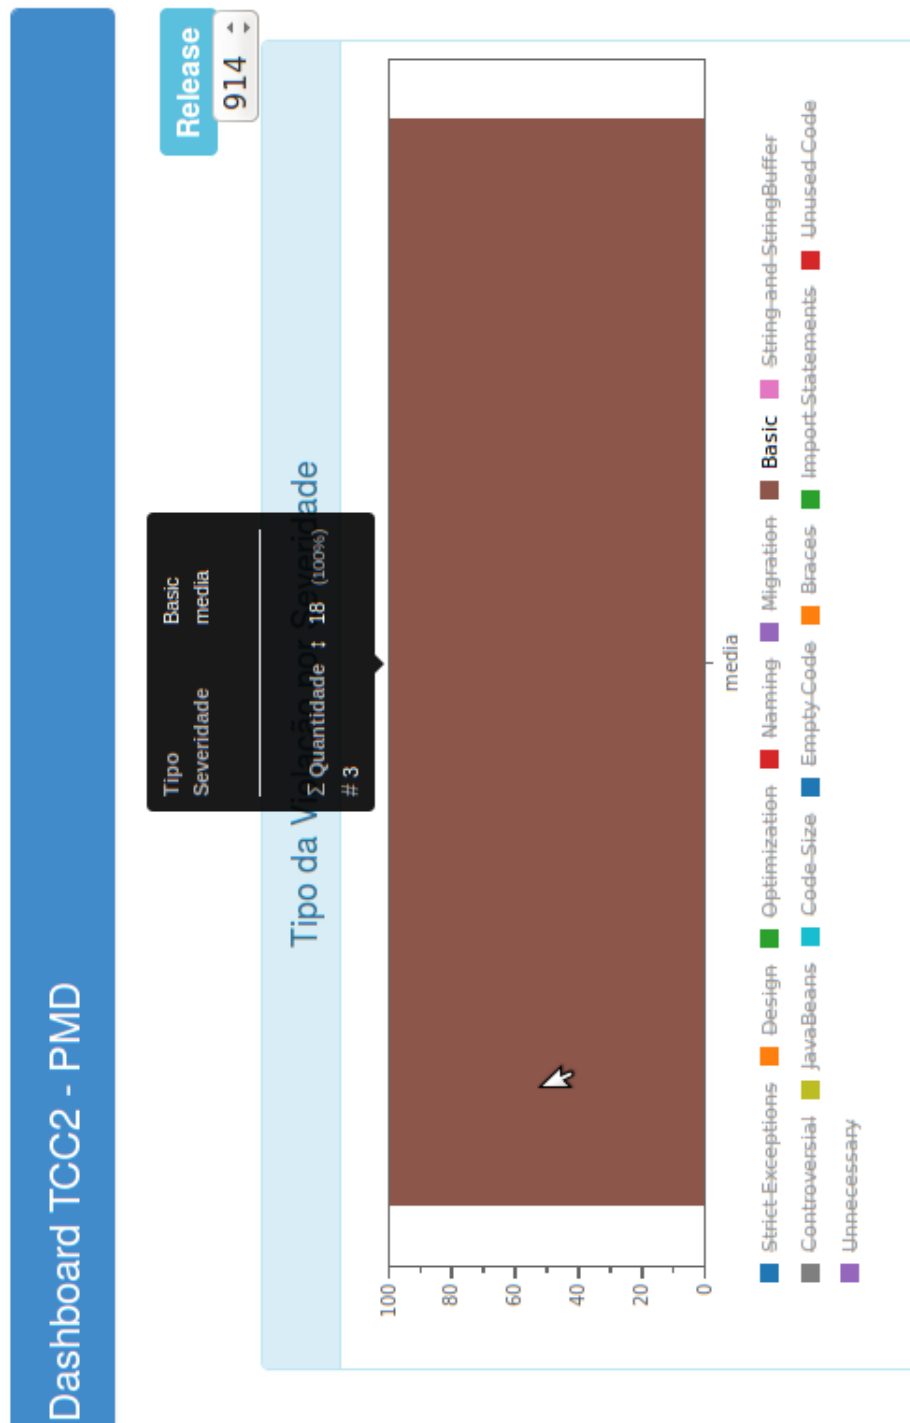 Dashboard TCC2 - PMD
Release
914
Tipo da Violação por Severidade
Tipo Basic
Severidade media
∑ Quantidade ↕ 18 (100%)
# 3
100
80
60
40
20
0
media
Strict Exceptions Design Optimization Naming Migration Basic String and StringBuffer
Controversial JavaBeans Code Size Empty Code Braces Import Statements Unused Code
Unnecessary